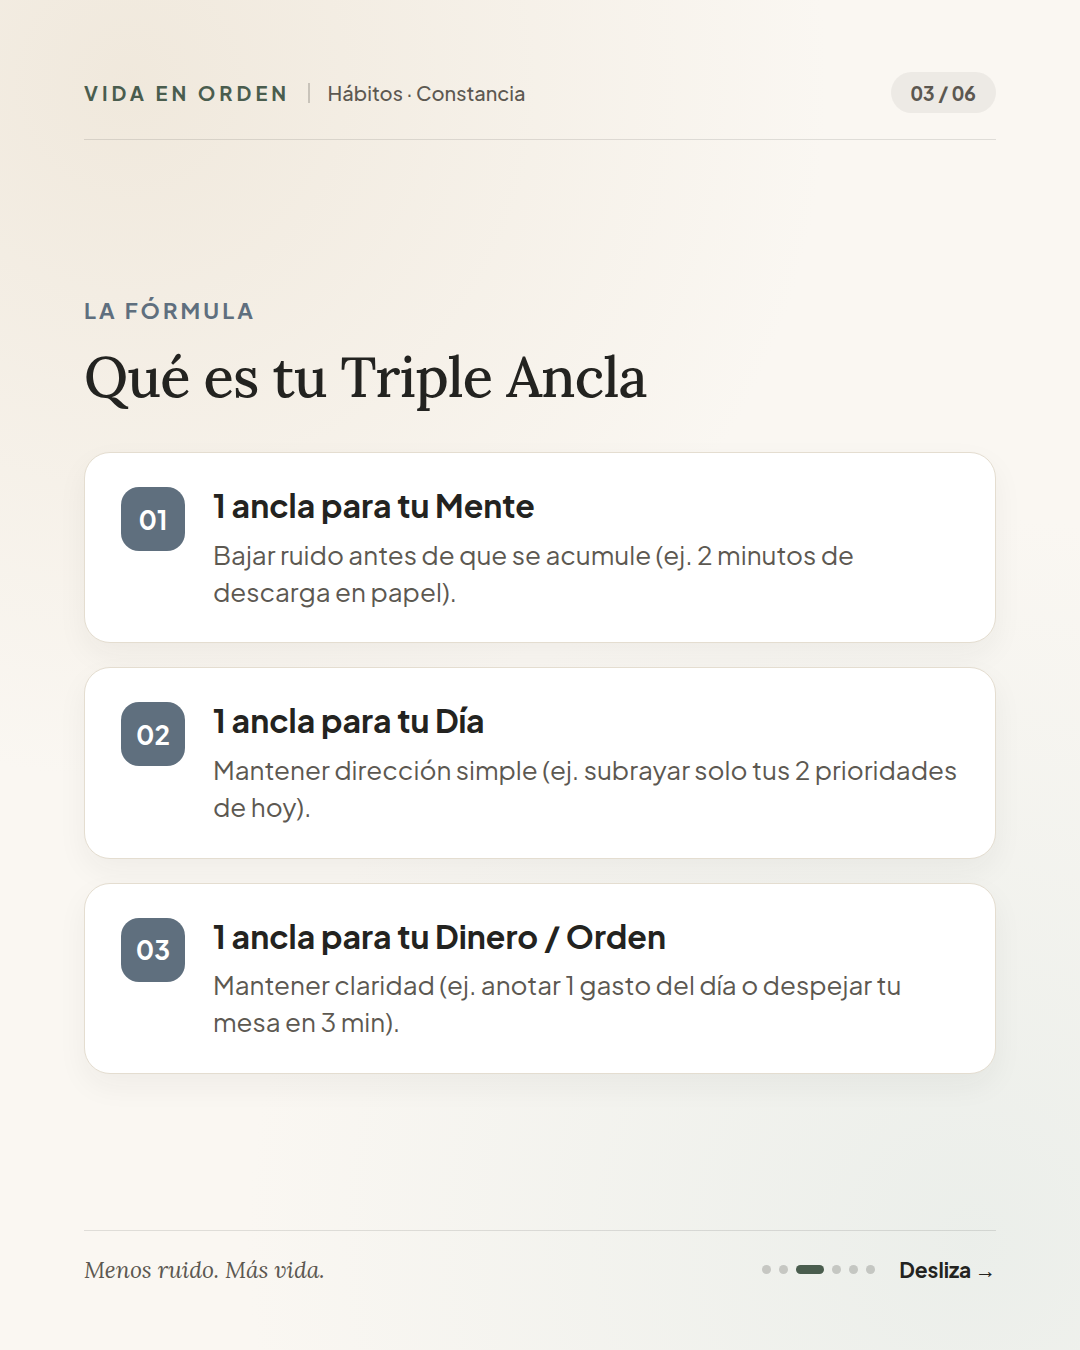 VIDA EN ORDEN | Hábitos · Constancia
03 / 06
LA FÓRMULA
Qué es tu Triple Ancla
01
1 ancla para tu Mente
Bajar ruido antes de que se acumule (ej. 2 minutos de
descarga en papel).
02
1 ancla para tu Día
Mantener dirección simple (ej. subrayar solo tus 2 prioridades
de hoy).
03
1 ancla para tu Dinero / Orden
Mantener claridad (ej. anotar 1 gasto del día o despejar tu
mesa en 3 min).
Menos ruido. Más vida.
Desliza →